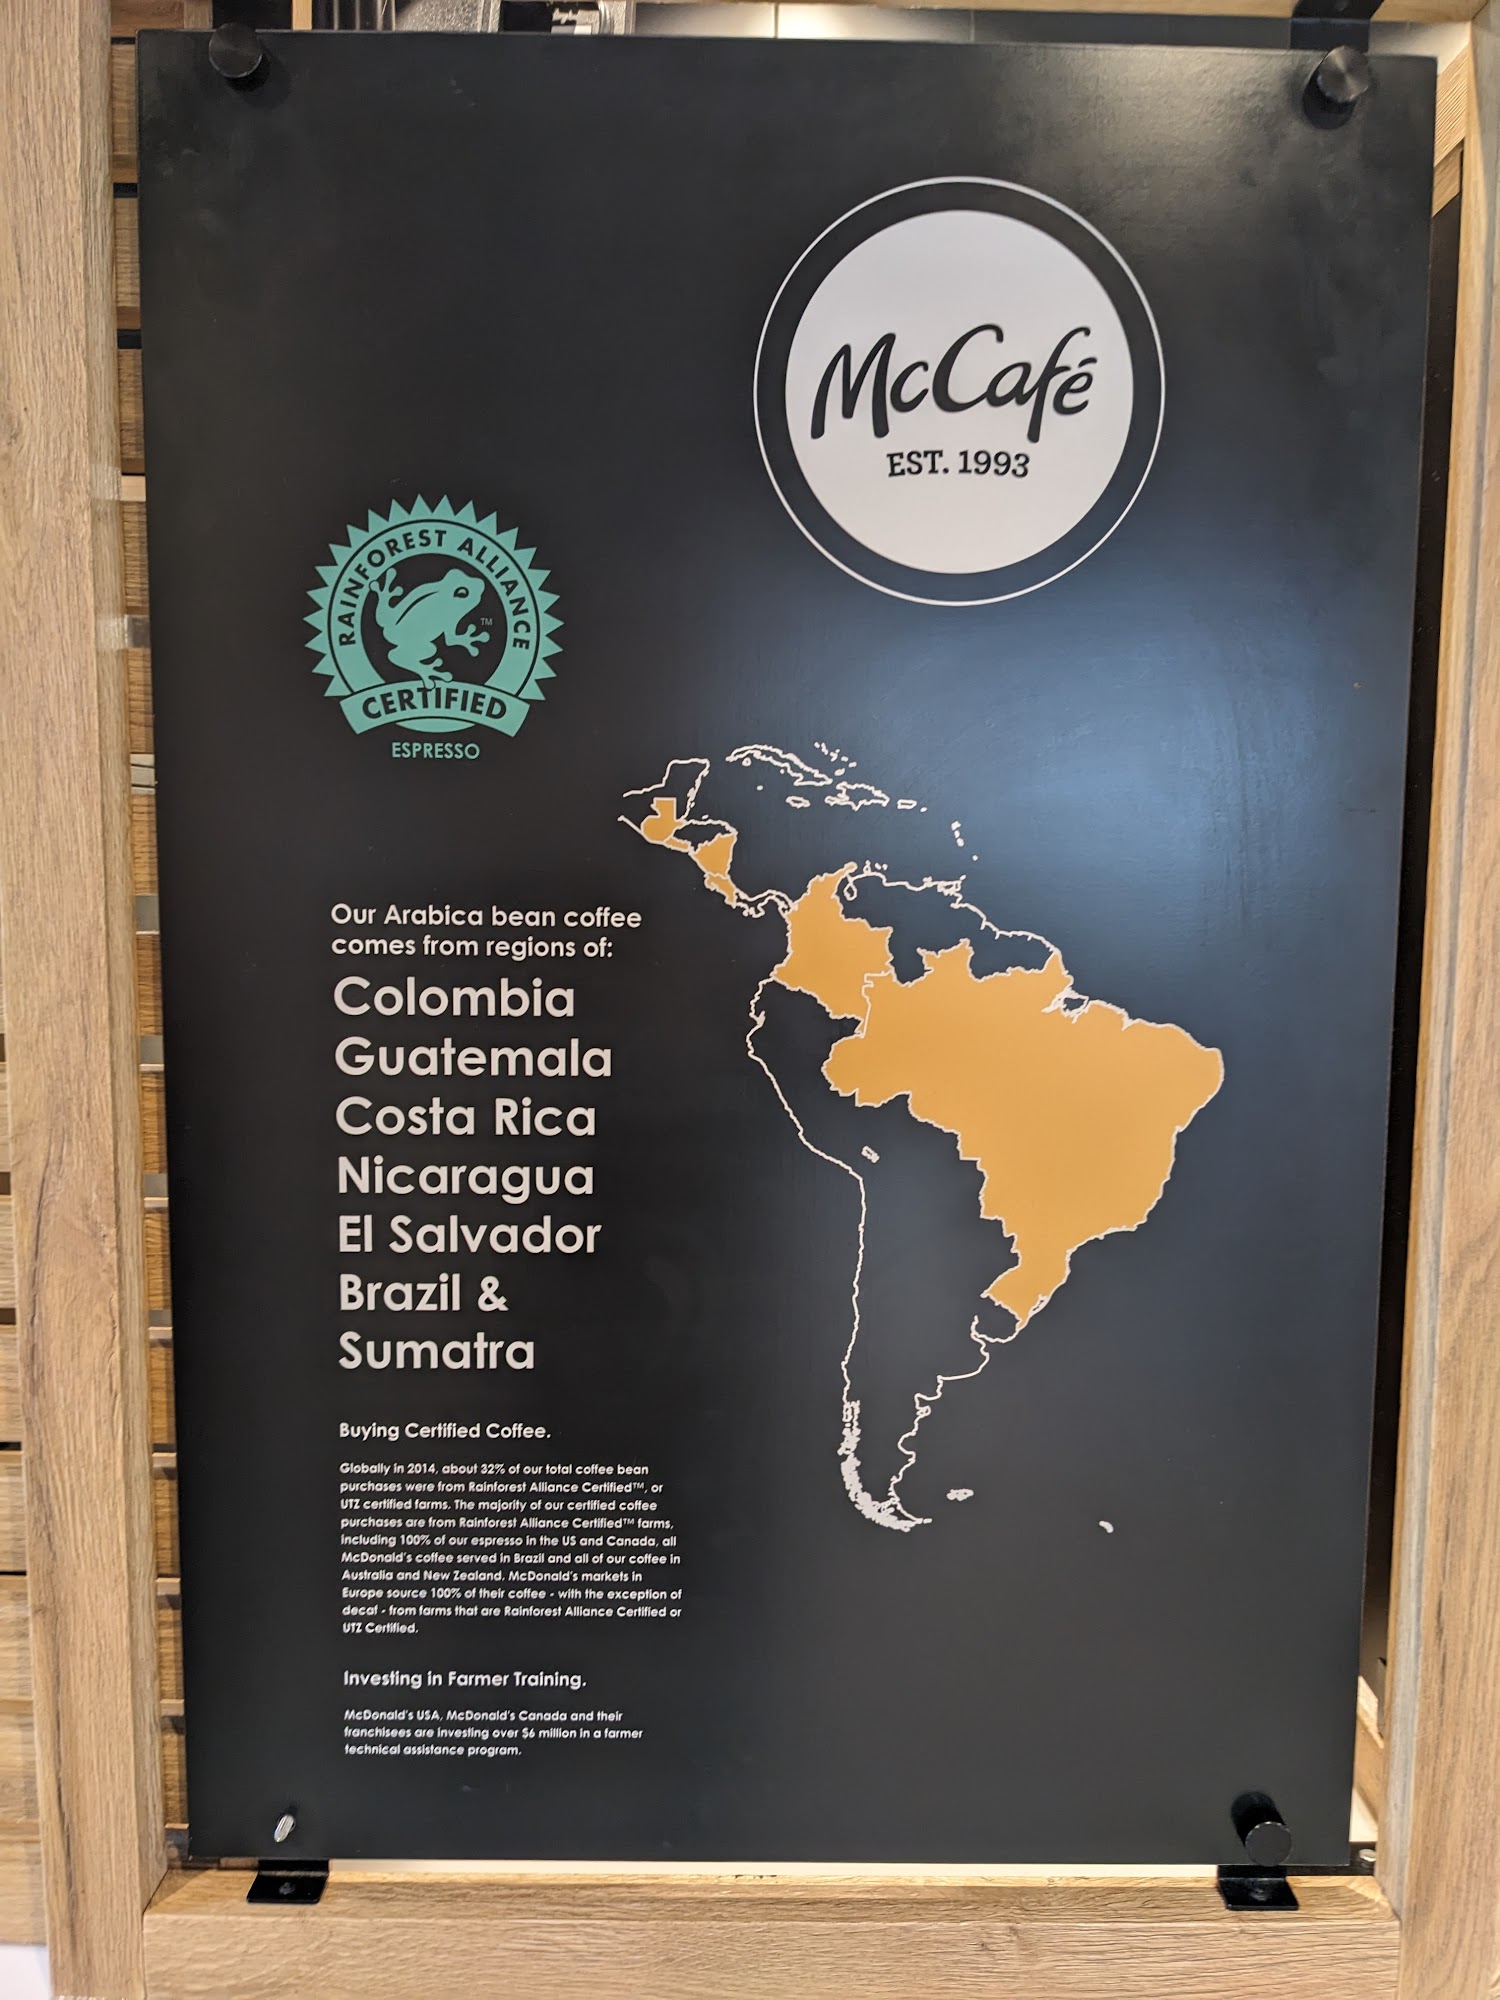 McCafé
EST. 1993
RAINFOREST ALLIANCE
TM
CERTIFIED
ESPRESSO
Our Arabica bean coffee
comes from regions of:
Colombia
Guatemala
Costa Rica
Nicaragua
El Salvador
Brazil &
Sumatra
Buying Certified Coffee.
Globally in 2014, about 32% of our total coffee bean
purchases were from Rainforest Alliance Certified™, or
UTZ certified farms. The majority of our certified coffee
purchases are from Rainforest Alliance Certified™ farms,
including 100% of our espresso in the US and Canada, all
McDonald's coffee served in Brazil and all of our coffee in
Australia and New Zealand. McDonald's markets in
Europe source 100% of their coffee - with the exception of
decaf - from farms that are Rainforest Alliance Certified or
UTZ Certified.
Investing in Farmer Training.
McDonald's USA, McDonald's Canada and their
franchisees are investing over $6 million in a farmer
technical assistance program.